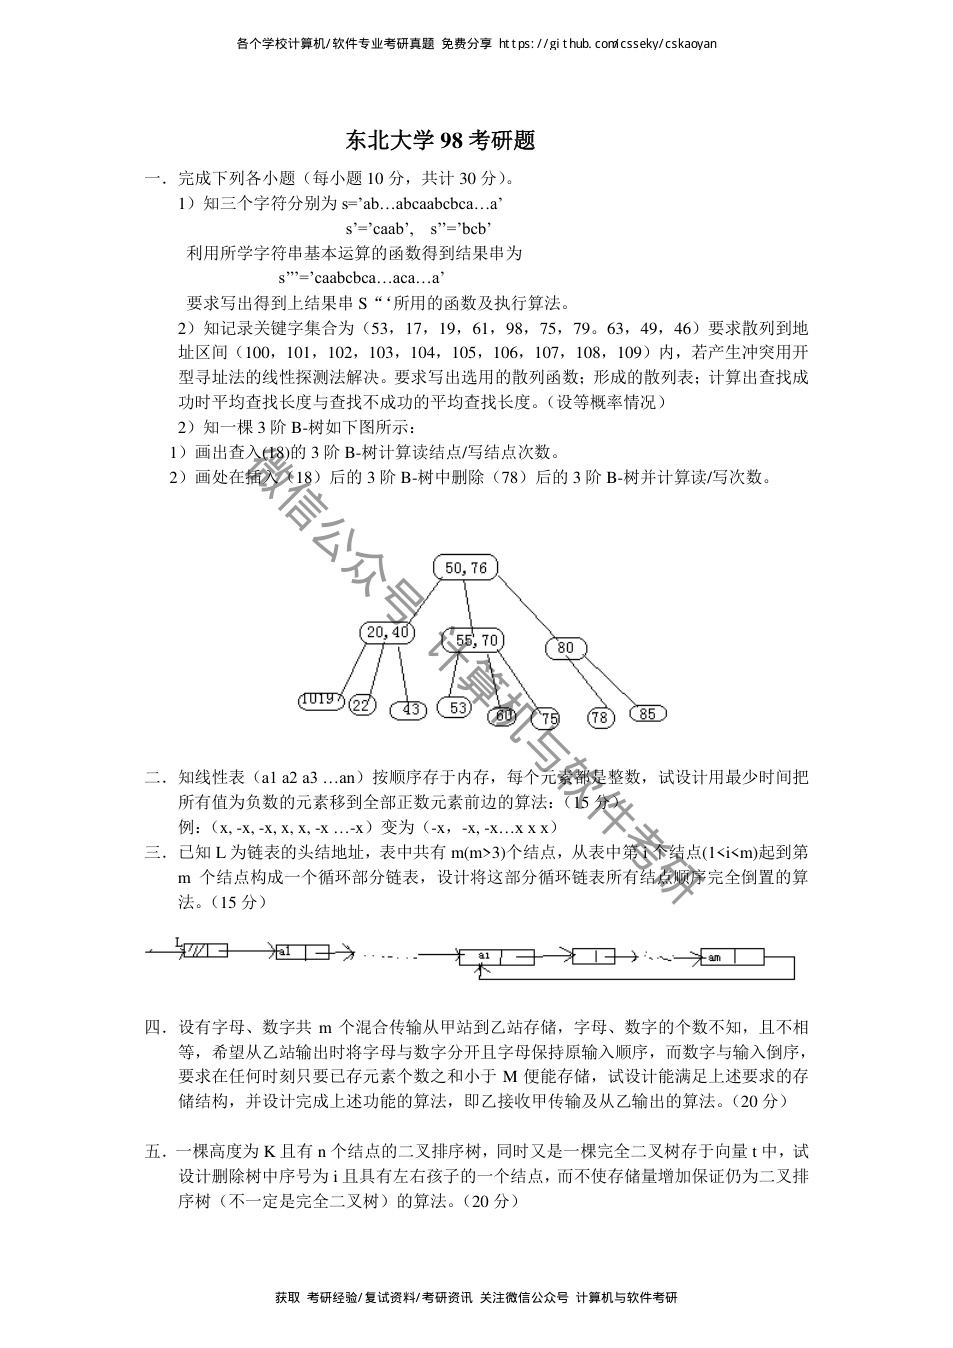 各个学校计算机/软件专业考研真题 免费分享 https://github.com/csseky/cskaoyan
东北大学 98 考研题
一．完成下列各小题（每小题 10 分，共计 30 分）。
1）知三个字符分别为 s=’ab…abcaabcbca…a’
s’=’caab’, s’’=’bcb’
利用所学字符串基本运算的函数得到结果串为
s’’’=’caabcbca…aca…a’
要求写出得到上结果串 S“‘所用的函数及执行算法。
2）知记录关键字集合为（53，17，19，61，98，75，79。63，49，46）要求散列到地
址区间（100，101，102，103，104，105，106，107，108，109）内，若产生冲突用开
型寻址法的线性探测法解决。要求写出选用的散列函数；形成的散列表；计算出查找成
功时平均查找长度与查找不成功的平均查找长度。（设等概率情况）
2）知一棵 3 阶 B-树如下图所示：
1）画出查入(18)的 3 阶 B-树计算读结点/写结点次数。
2）画处在插入（18）后的 3 阶 B-树中删除（78）后的 3 阶 B-树并计算读/写次数。
50,76
20,40 55,70 80
1019 22 43 53 60 75 78 85
二．知线性表（a1 a2 a3 …an）按顺序存于内存，每个元素都是整数，试设计用最少时间把
所有值为负数的元素移到全部正数元素前边的算法：（15 分）
例：（x, -x, -x, x, x, -x …-x）变为（-x，-x, -x…x x x）
三．已知 L 为链表的头结地址，表中共有 m(m>3)个结点，从表中第 i 个结点(1<i<m)起到第
m 个结点构成一个循环部分链表，设计将这部分循环链表所有结点顺序完全倒置的算
法。（15 分）
L
a1 ai am
四．设有字母、数字共 m 个混合传输从甲站到乙站存储，字母、数字的个数不知，且不相
等，希望从乙站输出时将字母与数字分开且字母保持原输入顺序，而数字与输入倒序，
要求在任何时刻只要已存元素个数之和小于 M 便能存储，试设计能满足上述要求的存
储结构，并设计完成上述功能的算法，即乙接收甲传输及从乙输出的算法。（20 分）
五．一棵高度为 K 且有 n 个结点的二叉排序树，同时又是一棵完全二叉树存于向量 t 中，试
设计删除树中序号为 i 且具有左右孩子的一个结点，而不使存储量增加保证仍为二叉排
序树（不一定是完全二叉树）的算法。（20 分）
微信公众号 计算机与软件考研
获取 考研经验/复试资料/考研资讯 关注微信公众号 计算机与软件考研